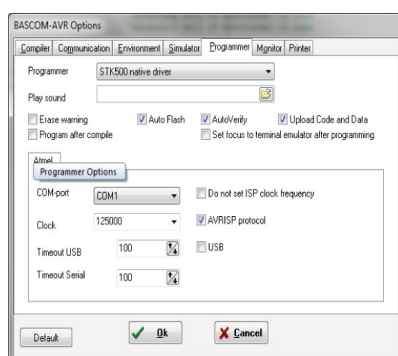 BASCOM-AVR Options
Compiler Communication Environment Simulator Programmer Monitor Printer
Programmer STK500 native driver
Play sound
Erase warning Auto Flash AutoVerify Upload Code and Data
Program after compile Set focus to terminal emulator after programming
Atmel
Programmer Options
COM-port COM1 Do not set ISP clock frequency
Clock 125000 AVRISP protocol
Timeout USB 100 USB
Timeout Serial 100
Default Ok Cancel